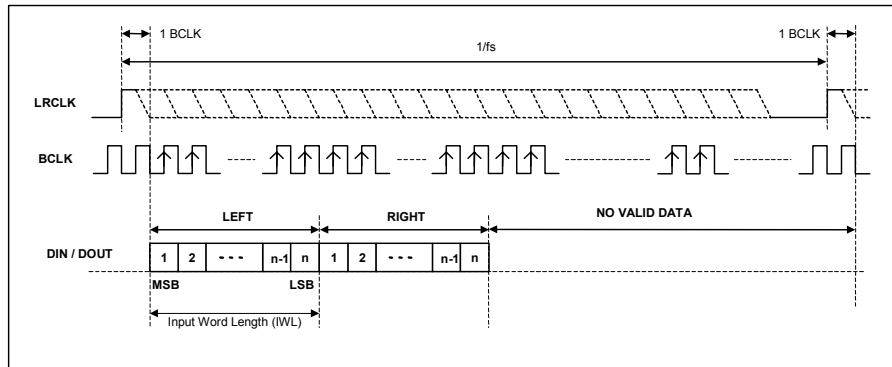 1 BCLK
1 BCLK
1/fs
LRCLK
BCLK
LEFT
RIGHT
NO VALID DATA
DIN / DOUT
1 2 - - - n-1 n 1 2 - - - n-1 n
MSB
LSB
Input Word Length (IWL)